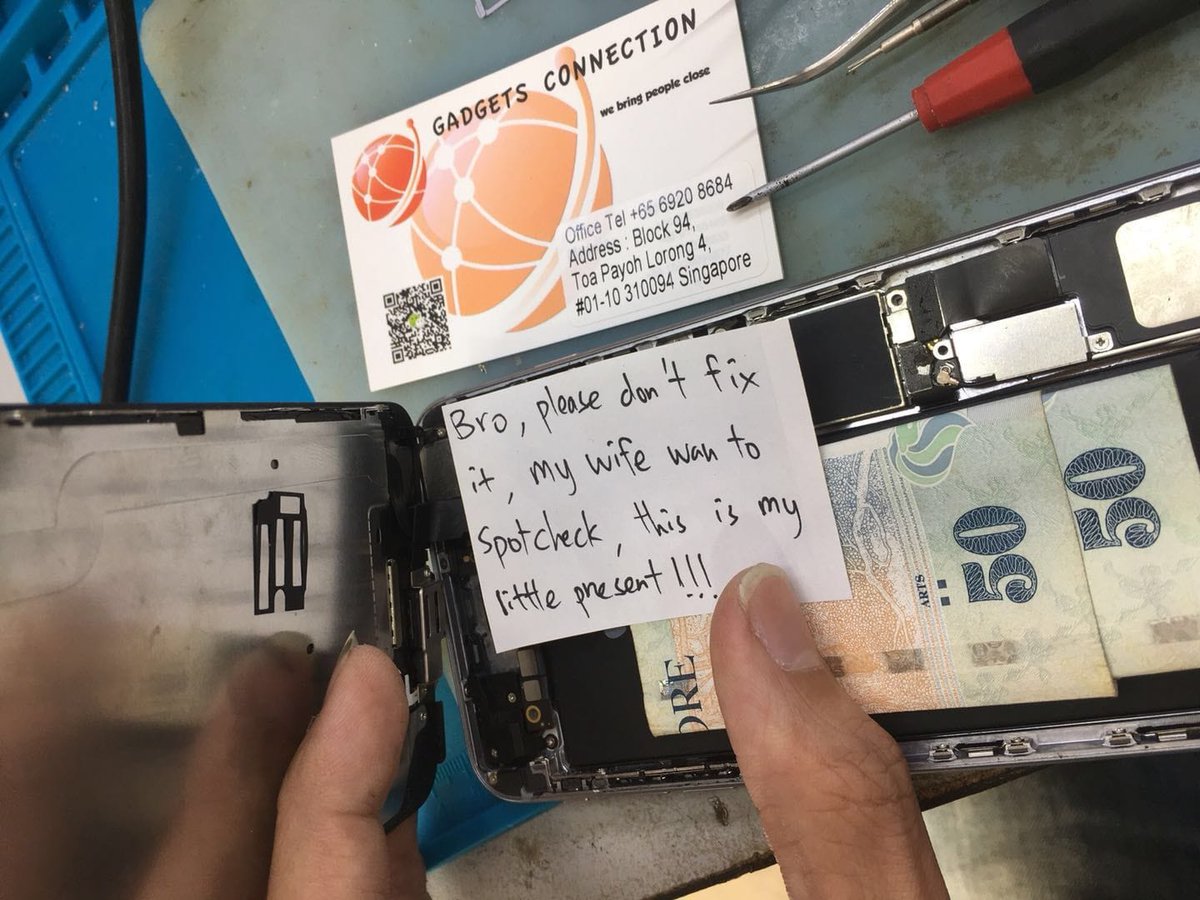 GADGETS CONNECTION
we bring people close
Office Tel +65 6920 8684
Address : Block 94,
Toa Payoh Lorong 4,
#01-10 310094 Singapore
Bro, please don't fix
it, my wife wan to
spotcheck, this is my
little present!!!
50
50
ARTS
ORE